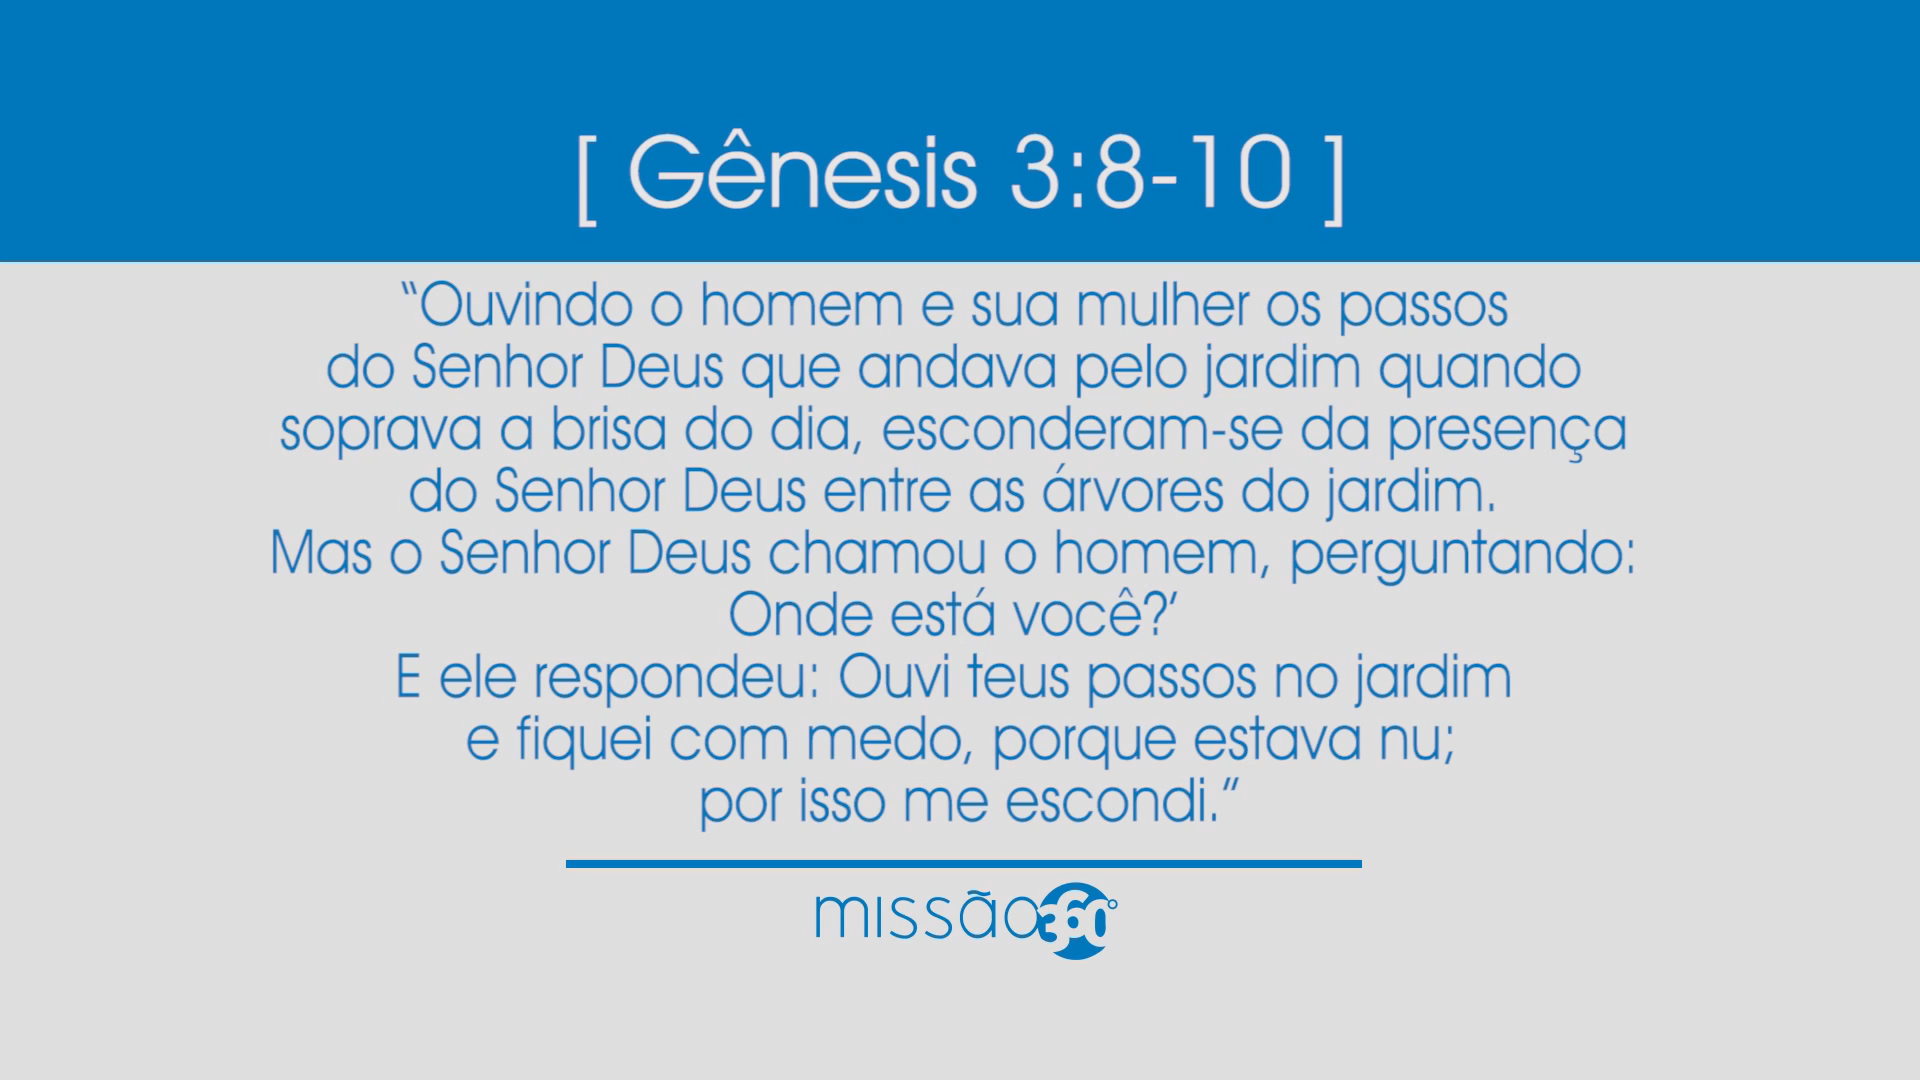 [ Gênesis 3:8-10 ]
“Ouvindo o homem e sua mulher os passos
do Senhor Deus que andava pelo jardim quando
soprava a brisa do dia, esconderam-se da presença
do Senhor Deus entre as árvores do jardim.
Mas o Senhor Deus chamou o homem, perguntando:
Onde está você?’
E ele respondeu: Ouvi teus passos no jardim
e fiquei com medo, porque estava nu;
por isso me escondi.”
missão360°